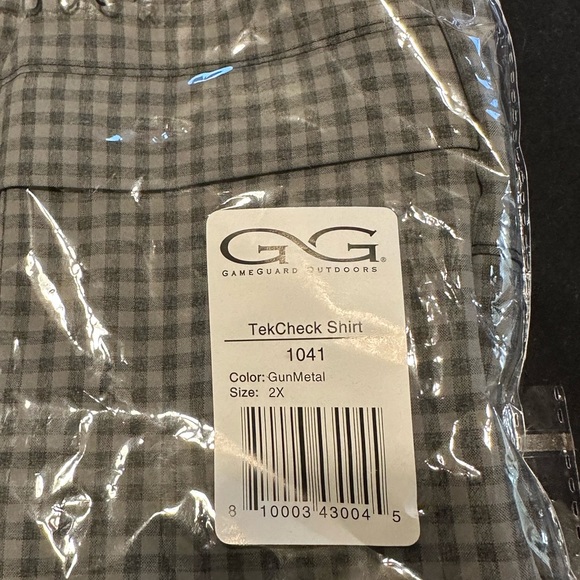 GG®
GAMEGUARD OUTDOORS
TekCheck Shirt
1041
Color: GunMetal
Size: 2X
8 10003 43004 5